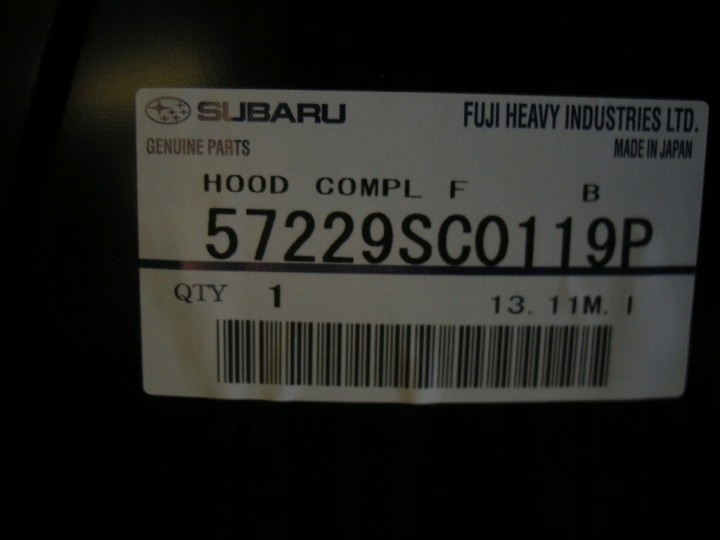 SUBARU FUJI HEAVY INDUSTRIES LTD.
GENUINE PARTS MADE IN JAPAN
HOOD COMPL F B
57229SC0119P
QTY 1 13. 11M. I